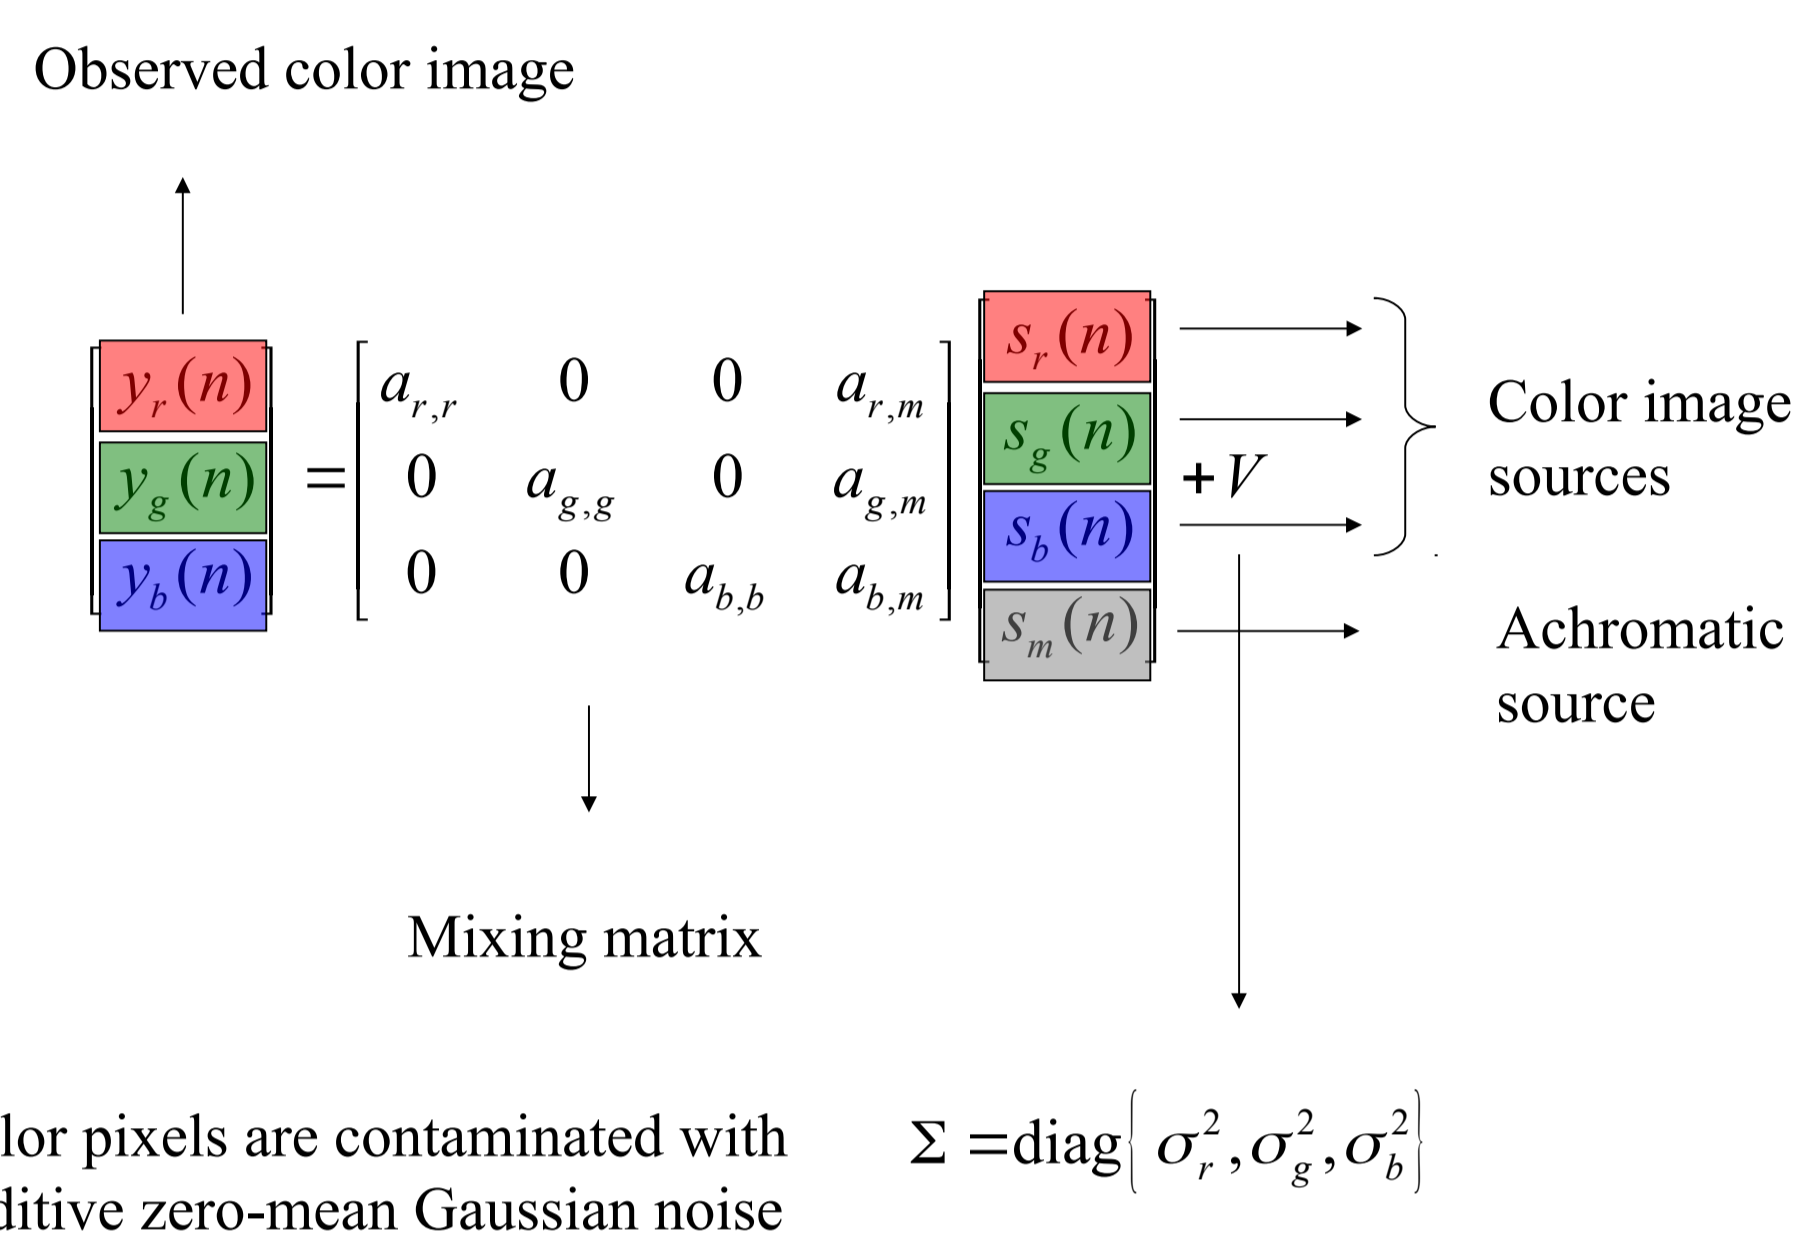 Observed color image
y_r(n)
y_g(n)
y_b(n)
=
a_{r,r} 0 0 a_{r,m}
0 a_{g,g} 0 a_{g,m}
0 0 a_{b,b} a_{b,m}
s_r(n)
s_g(n)
s_b(n)
s_m(n)
+ V
Color image
sources
Achromatic
source
Mixing matrix
lor pixels are contaminated with
ditive zero-mean Gaussian noise
Σ =diag{ σ_r^2,σ_g^2,σ_b^2}